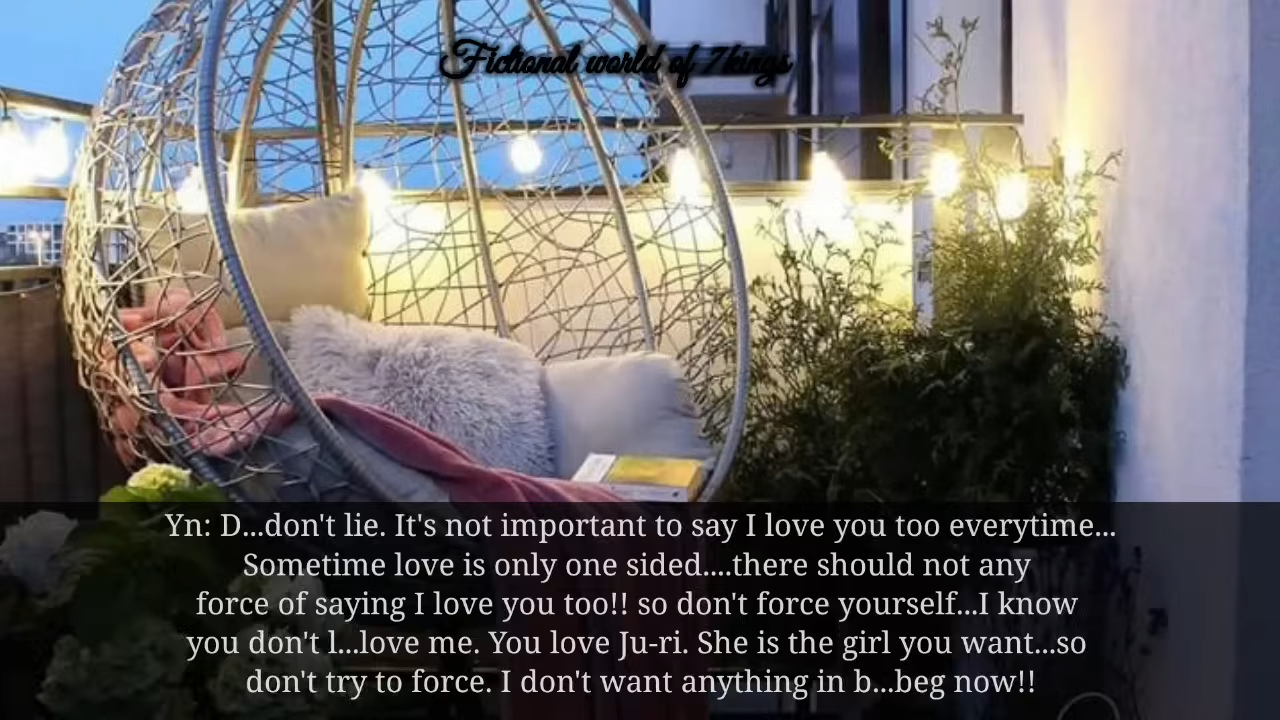 Fictional world of 7kings
Yn: D...don't lie. It's not important to say I love you too everytime...
Sometime love is only one sided....there should not any
force of saying I love you too!! so don't force yourself...I know
you don't l...love me. You love Ju-ri. She is the girl you want...so
don't try to force. I don't want anything in b...beg now!!